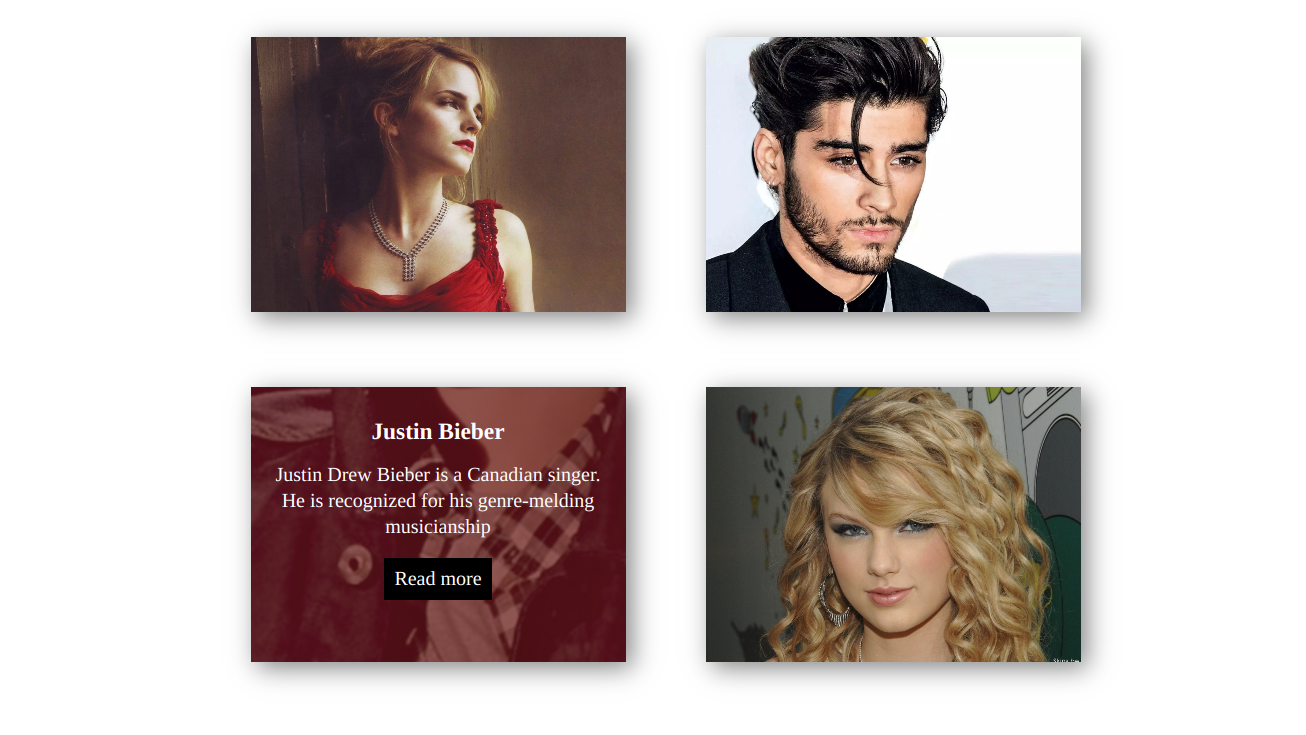 Justin Bieber
Justin Drew Bieber is a Canadian singer.
He is recognized for his genre-melding
musicianship
Read more